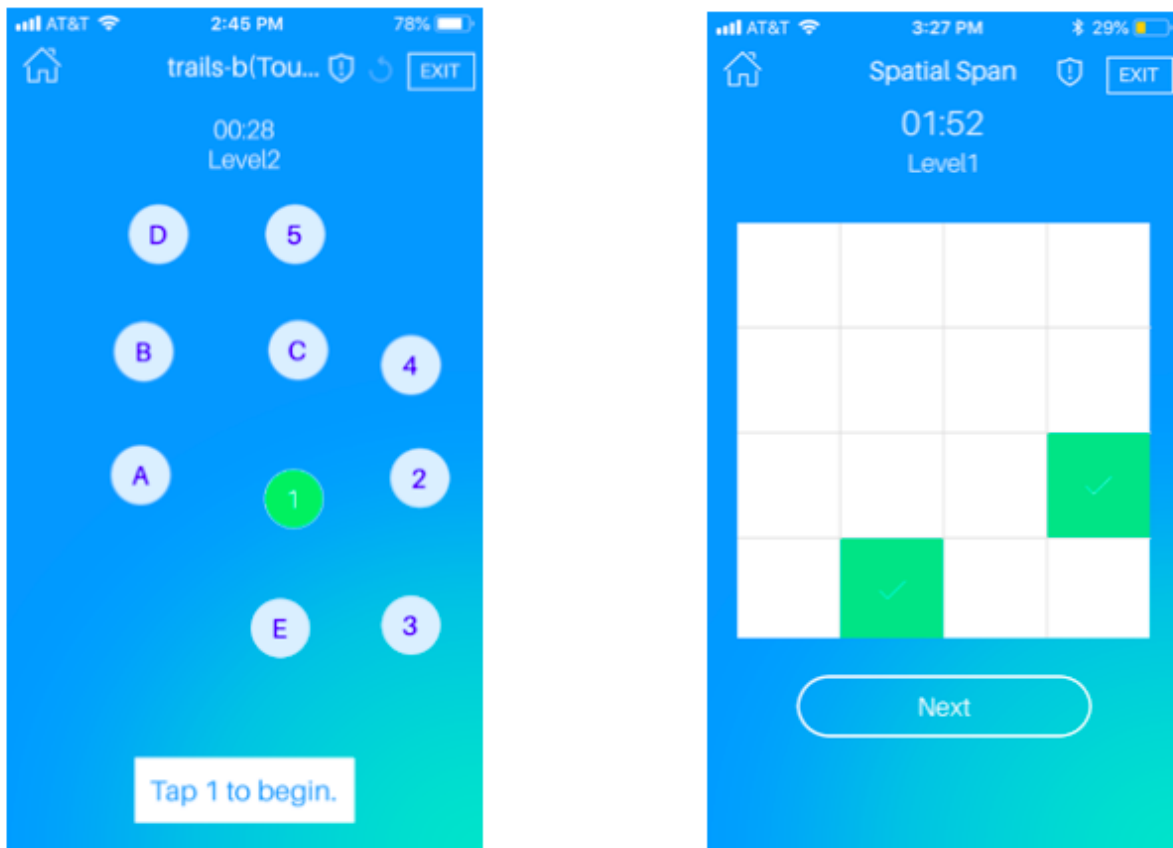 AT&T 2:45 PM 78%
trails-b(Tou... EXIT
00:28
Level2
D 5
B C 4
A 1 2
E 3
Tap 1 to begin.
AT&T 3:27 PM 29%
Spatial Span EXIT
01:52
Level1
Next